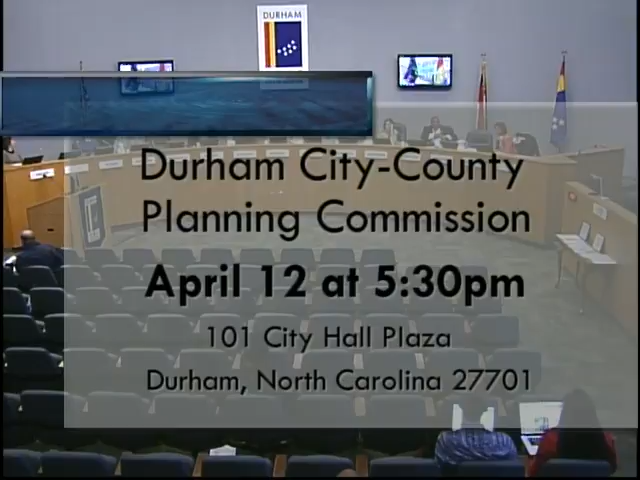 DURHAM
Durham City-County
Planning Commission
April 12 at 5:30pm
101 City Hall Plaza
Durham, North Carolina 27701